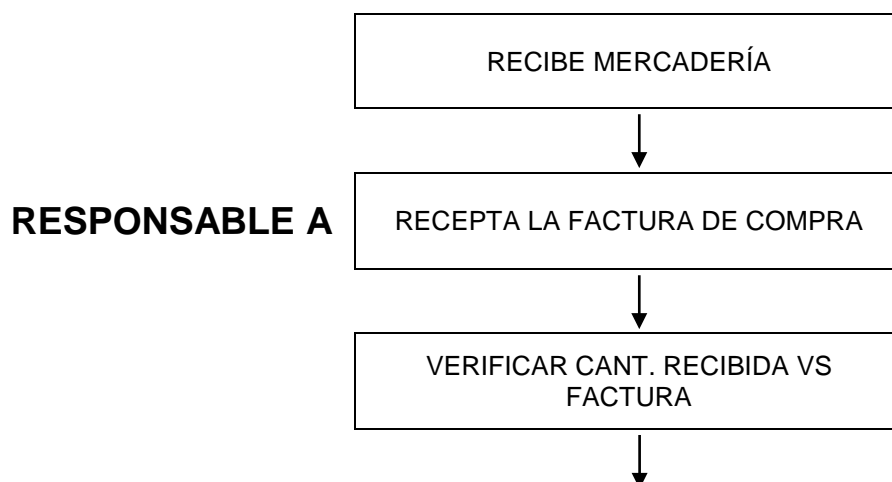 RECIBE MERCADERÍA
RESPONSABLE A
RECEPTA LA FACTURA DE COMPRA
VERIFICAR CANT. RECIBIDA VS
FACTURA